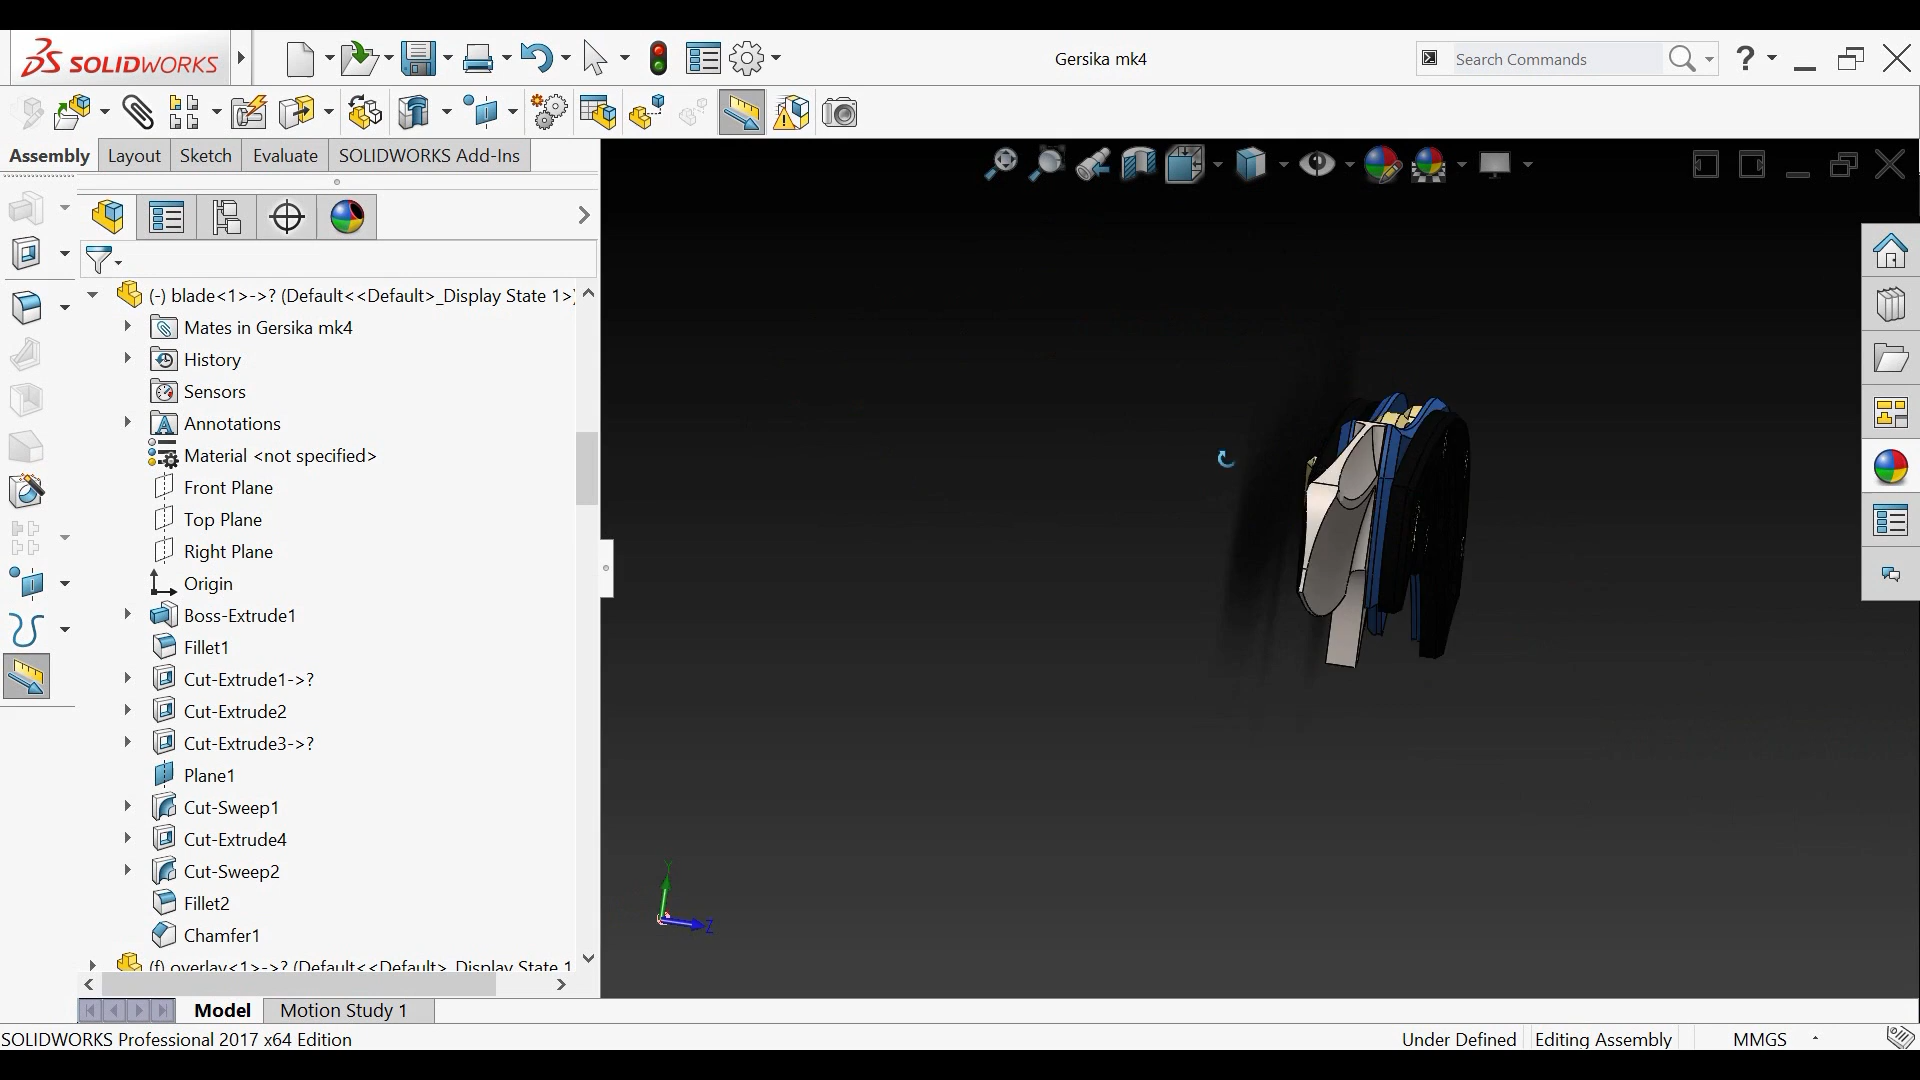 SOLIDWORKS
Gersika mk4
Search Commands
?
Assembly
Layout
Sketch
Evaluate
SOLIDWORKS Add-Ins
(-) blade<1>->? (Default<<Default>_Display State 1>)
Mates in Gersika mk4
History
Sensors
Annotations
Material <not specified>
Front Plane
Top Plane
Right Plane
Origin
Boss-Extrude1
Fillet1
Cut-Extrude1->?
Cut-Extrude2
Cut-Extrude3->?
Plane1
Cut-Sweep1
Cut-Extrude4
Cut-Sweep2
Fillet2
Chamfer1
(f) overlay<1>->? (Default<<Default>_Display State 1
Y
Z
Model
Motion Study 1
SOLIDWORKS Professional 2017 x64 Edition
Under Defined
Editing Assembly
MMGS